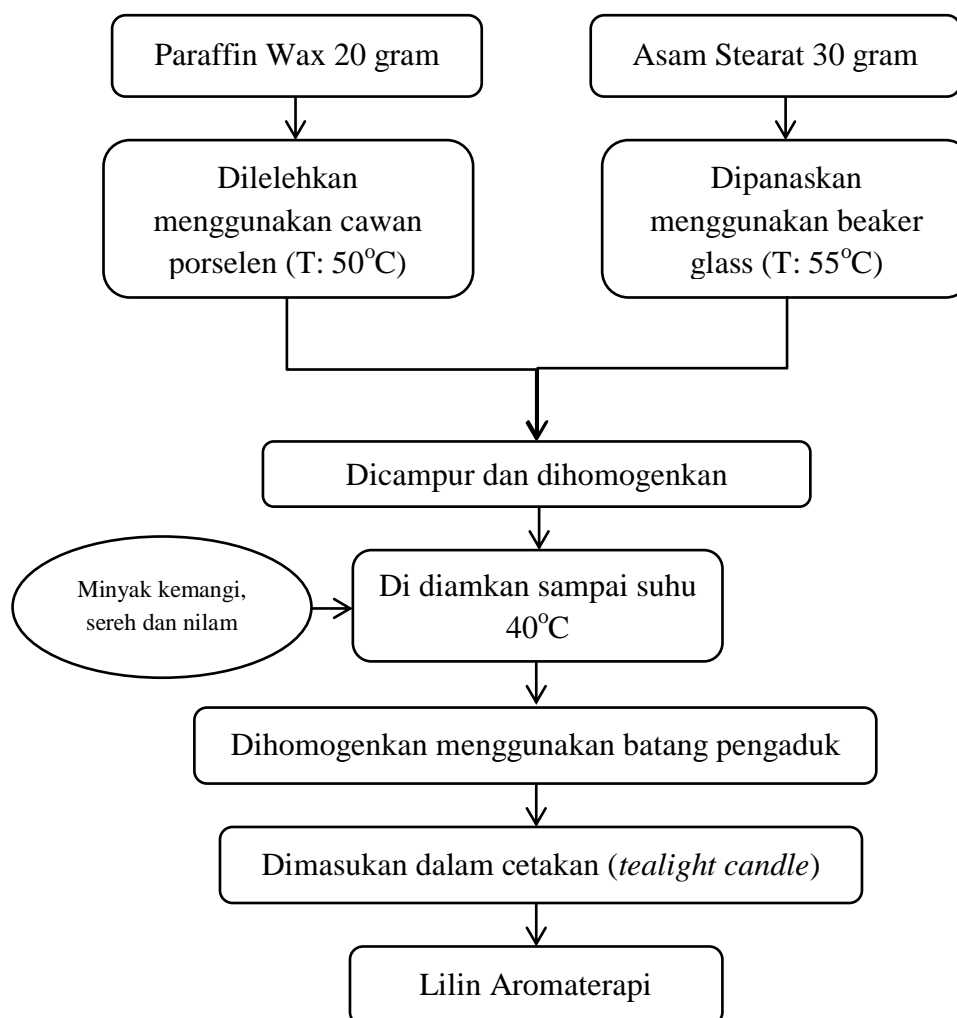 Paraffin Wax 20 gram
Asam Stearat 30 gram
Dilelehkan
menggunakan cawan
porselen (T: 50°C)
Dipanaskan
menggunakan beaker
glass (T: 55°C)
Dicampur dan dihomogenkan
Minyak kemangi,
sereh dan nilam
Di diamkan sampai suhu
40°C
Dihomogenkan menggunakan batang pengaduk
Dimasukan dalam cetakan (tealight candle)
Lilin Aromaterapi